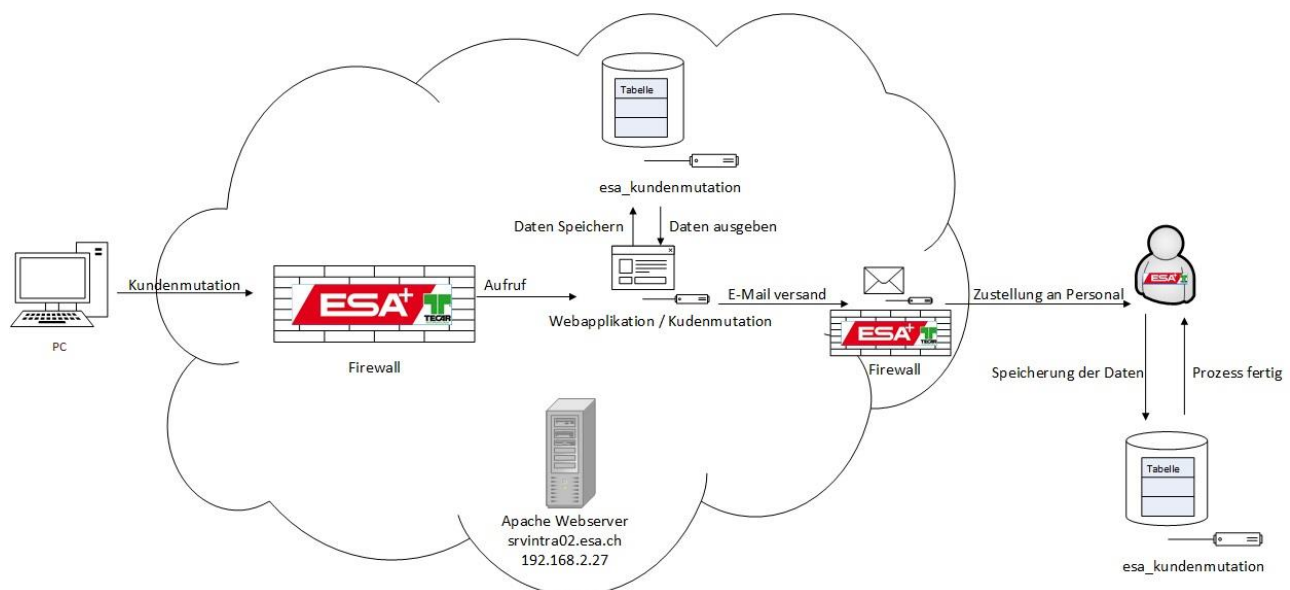 Tabelle
esa_kundenmutation
Daten Speichern
Daten ausgeben
Kundenmutation
ESA+
TECAR
Aufruf
Webapplikation / Kudenmutation
E-Mail versand
ESA+
TECAR
Zustellung an Personal
ESA+
PC
Firewall
Firewall
Speicherung der Daten
Prozess fertig
Tabelle
esa_kundenmutation
Apache Webserver
srvintra02.esa.ch
192.168.2.27